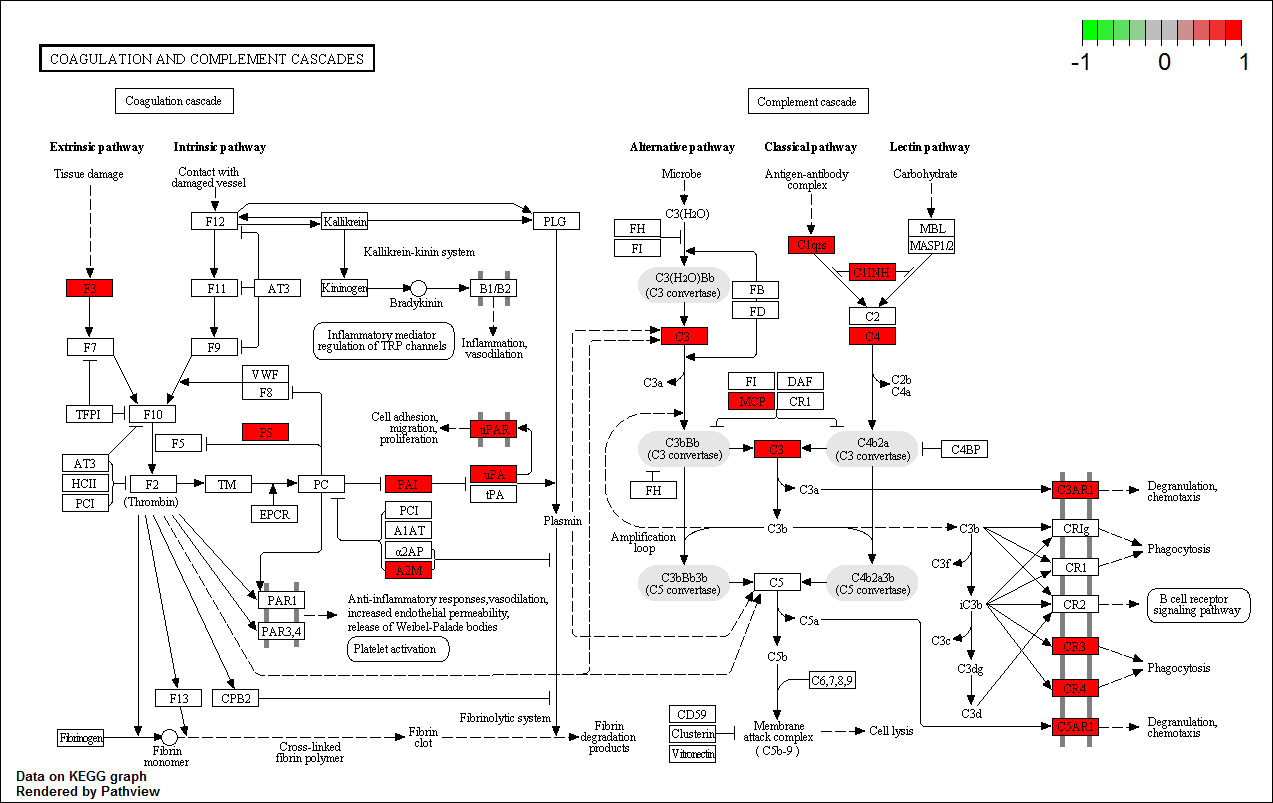 COAGULATION AND COMPLEMENT CASCADES
-1 0 1
Coagulation cascade
Complement cascade
Extrinsic pathway
Intrinsic pathway
Alternative pathway
Classical pathway
Lectin pathway
Tissue damage
Contact with
damaged vessel
Microbe
Antigen-antibody
complex
Carbohydrate
F12
Kallikrein
PLG
C3(H2O)
FH
FI
C1qrs
MBL
MASP1/2
Kallikrein-kinin system
C1INH
F3
F11
AT3
Kininogen
Bradykinin
B1/B2
C3(H2O)Bb
(C3 convertase)
FB
FD
C2
C4
C3
Inflammatory mediator
regulation of TRP channels
Inflammation,
vasodilation
F7
F9
VWF
F8
C3a
FI
DAF
MCP
CR1
C2b
C4a
TFPI
F10
F5
PS
Cell adhesion,
migration,
proliferation
uPAR
C3bBb
(C3 convertase)
C3
C4b2a
(C3 convertase)
C4BP
AT3
HCII
PCI
F2
(Thrombin)
TM
EPCR
PC
PAI
uPA
tPA
FH
C3a
C3AR1
Degranulation,
chemotaxis
PCI
A1AT
α2AP
A2M
Plasmin
Amplification
loop
C3b
C3b
CRIg
CR1
Phagocytosis
C3bBb3b
(C5 convertase)
C5
C4b2a3b
(C5 convertase)
C3f
iC3b
CR2
B cell receptor
signaling pathway
PAR1
PAR3,4
Anti-inflammatory responses,vasodilation,
increased endothelial permeability,
release of Weibel-Palade bodies
Platelet activation
C5a
C3c
CR3
C5b
C3dg
Phagocytosis
C6,7,8,9
CR4
C3d
F13
CPB2
Fibrinolytic system
CD59
Clusterin
Vitronectin
Membrane
attack complex
( C5b-9 )
Cell lysis
C5AR1
Degranulation,
chemotaxis
Fibrinogen
Fibrin
monomer
Cross-linked
fibrin polymer
Fibrin
clot
Fibrin
degradation
products
Data on KEGG graph
Rendered by Pathview